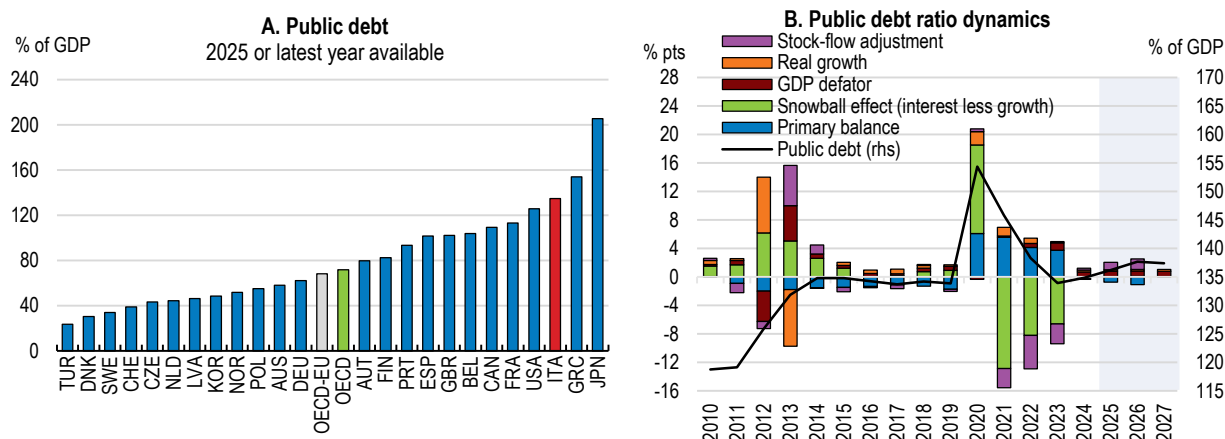 A. Public debt
2025 or latest year available
% of GDP
240
200
160
120
80
40
0
TUR
DNK
SWE
CHE
CZE
NLD
LVA
KOR
NOR
POL
AUS
DEU
OECD-EU
OECD
AUT
FIN
PRT
ESP
GBR
BEL
CAN
FRA
USA
ITA
GRC
JPN
B. Public debt ratio dynamics
% pts
% of GDP
Stock-flow adjustment
Real growth
GDP defator
Snowball effect (interest less growth)
Primary balance
Public debt (rhs)
28
24
20
16
12
8
4
0
-4
-8
-12
-16
170
165
160
155
150
145
140
135
130
125
120
115
2010
2011
2012
2013
2014
2015
2016
2017
2018
2019
2020
2021
2022
2023
2024
2025
2026
2027